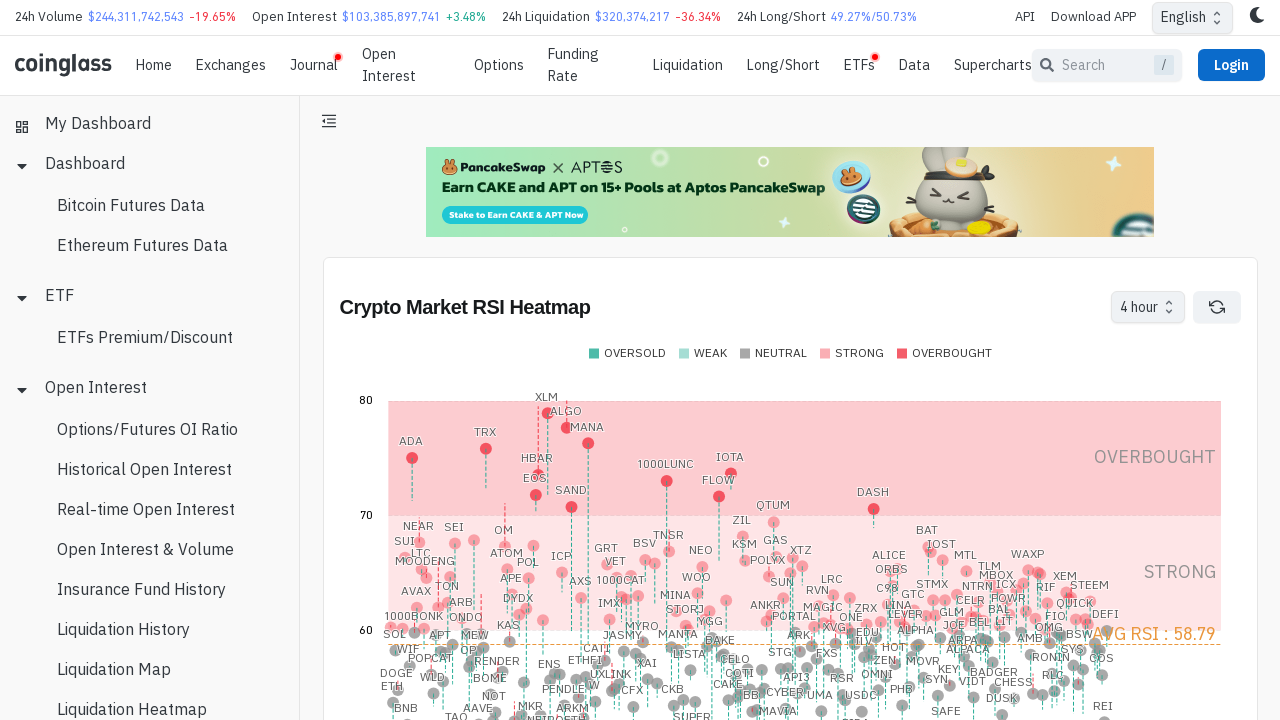 24h Volume $244,311,742,543 -19.65% Open Interest $103,385,897,741 +3.48% 24h Liquidation $320,374,217 -36.34% 24h Long/Short 49.27%/50.73% API Download APP English
coinglass Home Exchanges Journal Open Interest Options Funding Rate Liquidation Long/Short ETFs Data Supercharts Search / Login
My Dashboard
Dashboard
Bitcoin Futures Data
Ethereum Futures Data
ETF
ETFs Premium/Discount
Open Interest
Options/Futures OI Ratio
Historical Open Interest
Real-time Open Interest
Open Interest & Volume
Insurance Fund History
Liquidation History
Liquidation Map
Liquidation Heatmap
PancakeSwap × APTOS
Earn CAKE and APT on 15+ Pools at Aptos PancakeSwap
Stake to Earn CAKE & APT Now
Crypto Market RSI Heatmap
4 hour
OVERSOLD WEAK NEUTRAL STRONG OVERBOUGHT
80
70
60
OVERBOUGHT
STRONG
AVG RSI : 58.79
XLM
ALGO
MANA
ADA
TRX
HBAR
EOS
SAND
1000LUNC
IOTA
FLOW
DASH
QTUM
NEAR
SEI
OM
SUI
LTC
MOODENG
ATOM
POL
ICP
GRT
VET
BSV
TNSR
NEO
ZIL
KSM
GAS
XTZ
POLYX
SUN
ALICE
ORBS
BAT
IOST
MTL
TLM
WAXP
AVAX
TON
APE
DYDX
AXS
1000CAT
IMX
WOO
MINA
STORJ
YGG
ANKR
PORTAL
LRC
RVN
MAGIC
XVG
ONE
ZRX
C98
LINA
GTC
LEVER
STMX
NTRN
MBOX
ICX
CELR
POWR
RIF
XEM
STEEM
QUICK
DEFI
1000BONK
ARB
ONDO
SOL
WIF
APT
MEW
OP
KAS
JASMY
MYRO
MANTA
BAKE
CATI
ARK
EDU
ALPHA
GLM
JOE
BEL
BAL
LIT
FIO
OMG
AMB
BSW
SYS
COS
POPCAT
RENDER
ENS
ETHFI
XAI
LISTA
CELO
STG
FXS
HOT
ZEN
MOVR
ARPA
ALPACA
RONIN
DOGE
ETH
WLD
BOME
PENDLE
UXLINK
W
CFX
CKB
COTI
CAKE
API3
RSR
OMNI
SYN
KEY
VIDT
BADGER
CHESS
RLC
NOT
MKR
ARKM
CYBER
UMA
USDC
PHB
SAFE
DUSK
REI
BNB
TAO
AAVE
SUPER
MAVIA